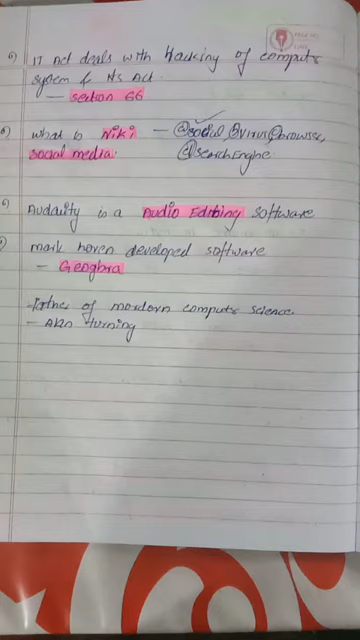 IT Act deals with Hacking of computer
system & its Act.
— section 66
what is Wiki — ⓐ social, ⓑ virus, ⓒ browser,
social media. ⓓ search Engine
Audacity is a Audio Editing software
mark hoven developed software
— Geogbra
father of mordern computer science.
— Alan turning